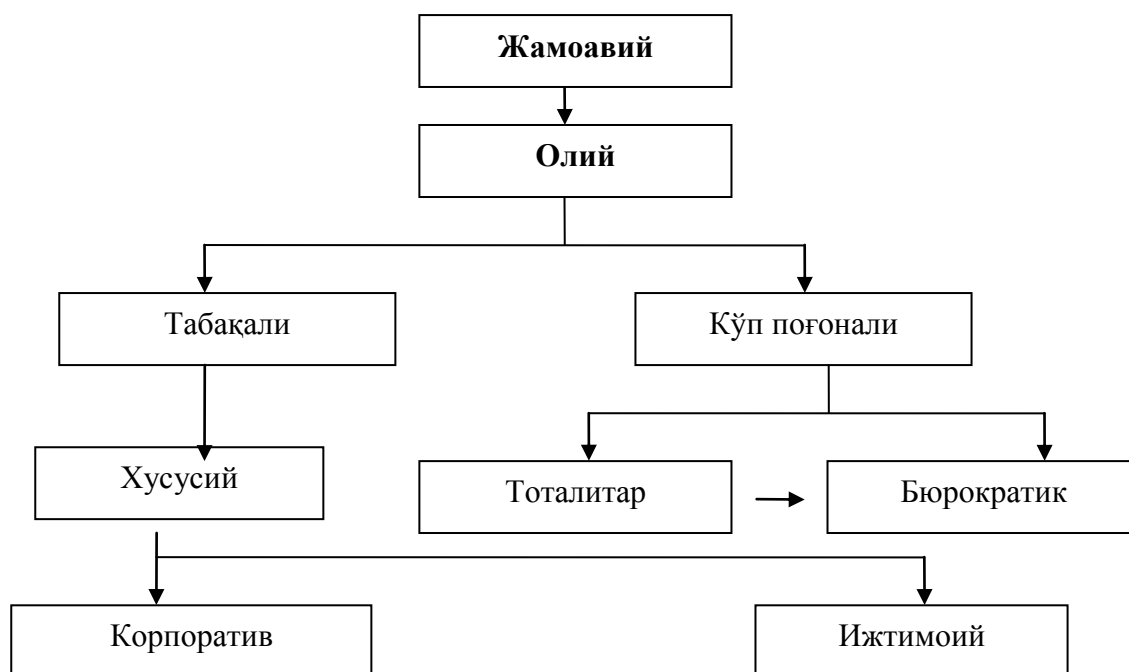 Жамоавий
Олий
Табақали
Кўп поғонали
Хусусий
Тоталитар
Бюрократик
Корпоратив
Ижтимоий